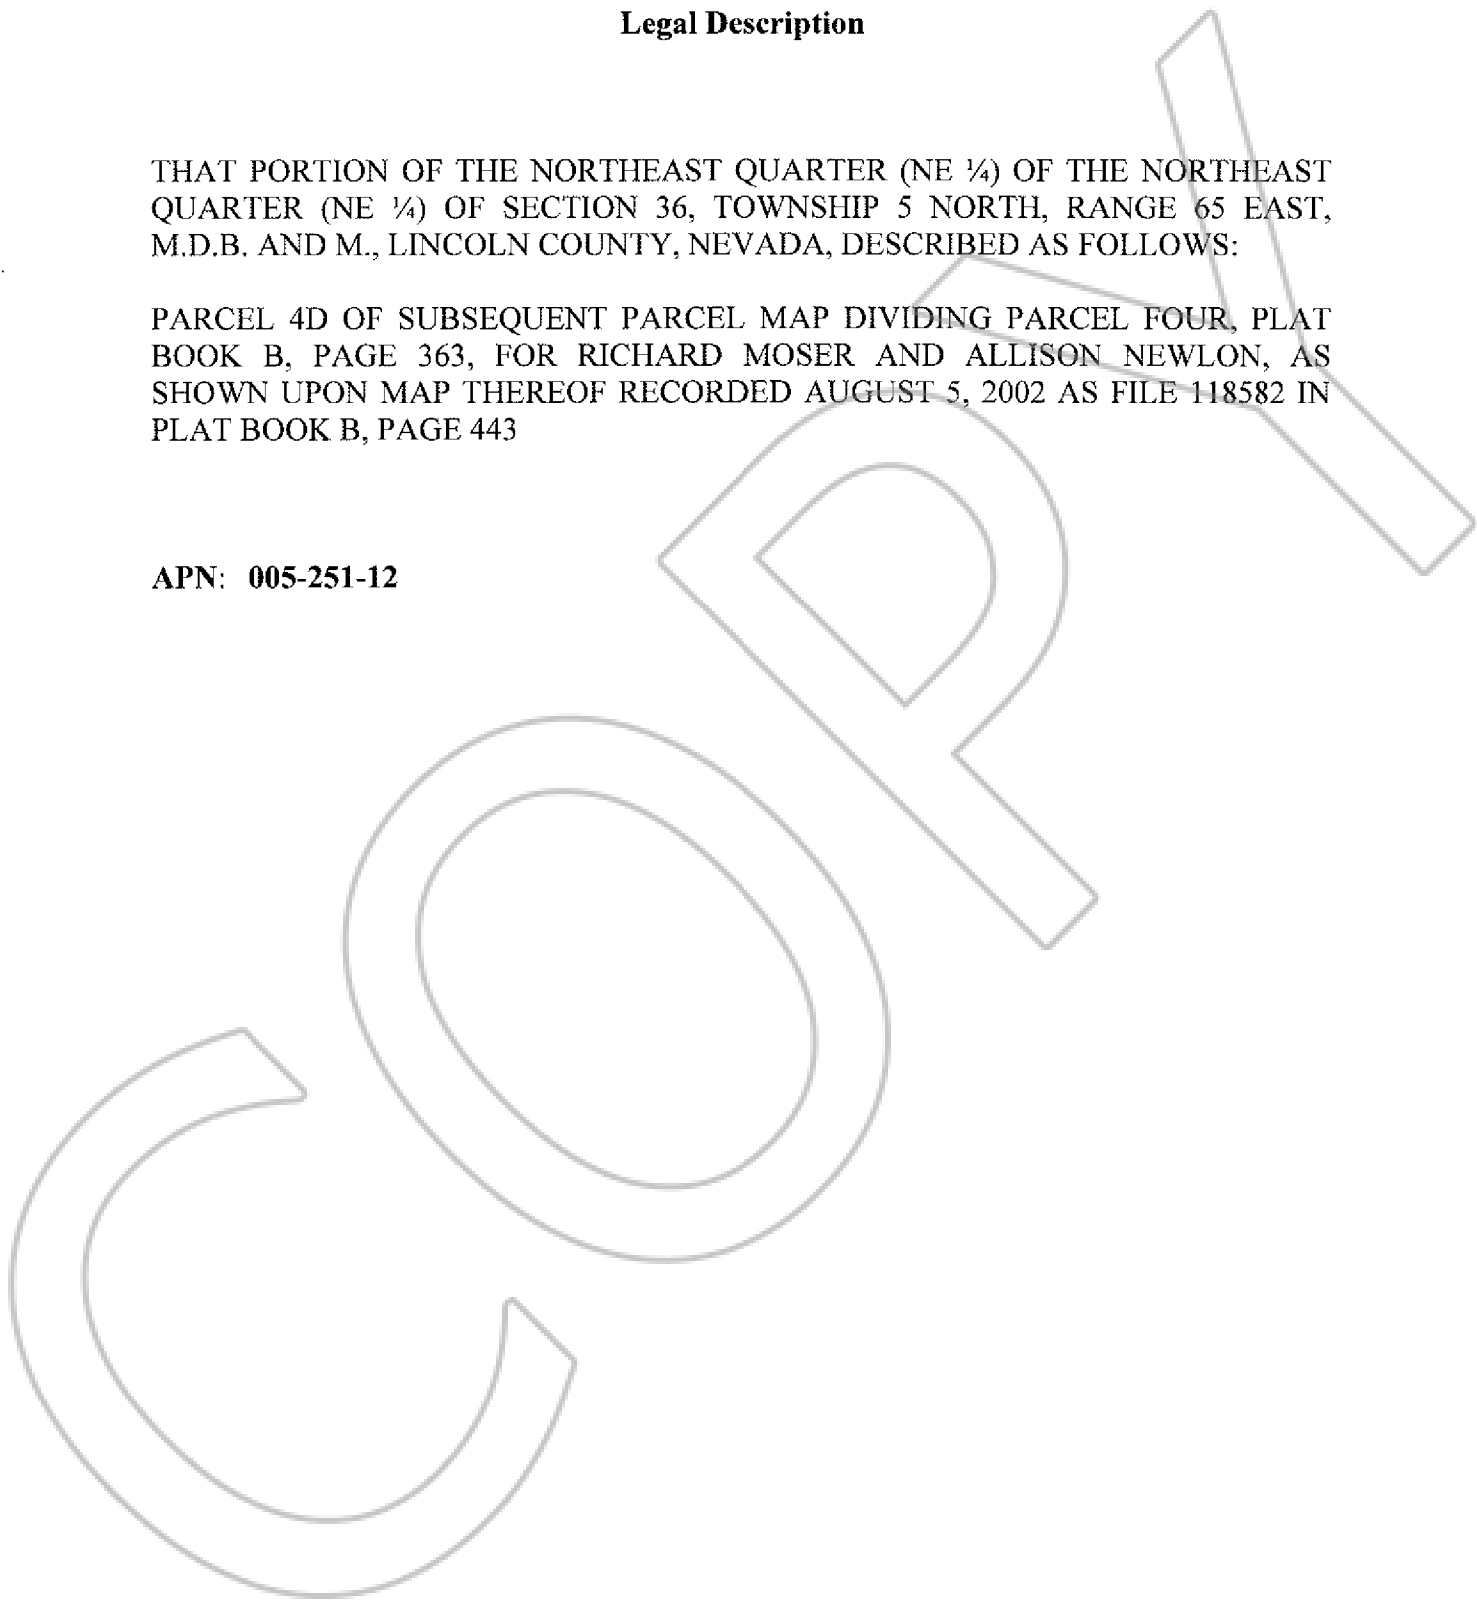 Legal Description
THAT PORTION OF THE NORTHEAST QUARTER (NE ¼) OF THE NORTHEAST
QUARTER (NE ¼) OF SECTION 36, TOWNSHIP 5 NORTH, RANGE 65 EAST,
M.D.B. AND M., LINCOLN COUNTY, NEVADA, DESCRIBED AS FOLLOWS:
PARCEL 4D OF SUBSEQUENT PARCEL MAP DIVIDING PARCEL FOUR, PLAT
BOOK B, PAGE 363, FOR RICHARD MOSER AND ALLISON NEWLON, AS
SHOWN UPON MAP THEREOF RECORDED AUGUST 5, 2002 AS FILE 118582 IN
PLAT BOOK B, PAGE 443
APN: 005-251-12
COPY